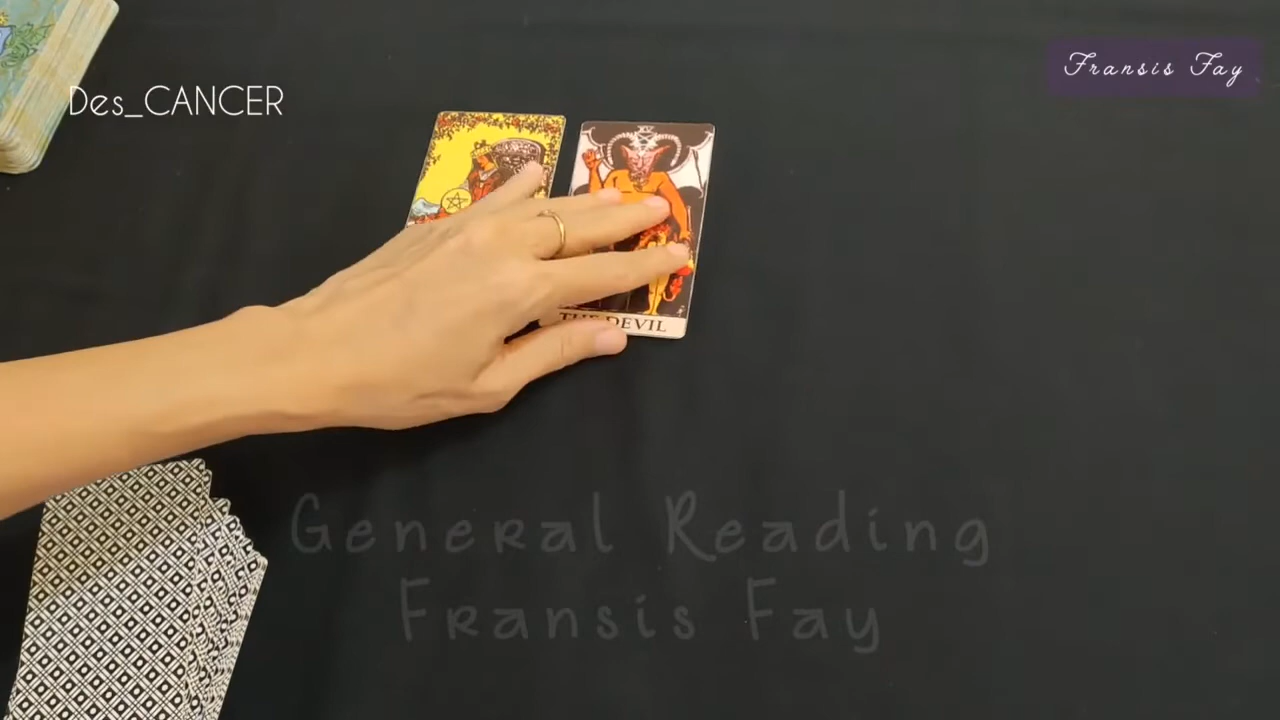 Fransis Fay
Des_CANCER
THE DEVIL
General Reading
Fransis Fay